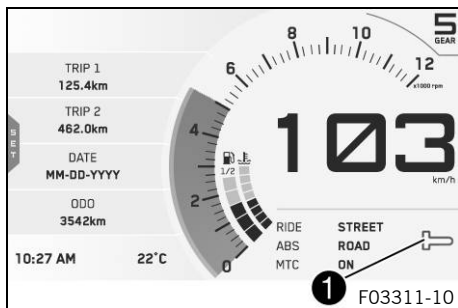 5
GEAR
TRIP 1
125.4km
TRIP 2
462.0km
DATE
MM-DD-YYYY
ODO
3542km
10:27 AM 22°C
SET
0
2
4
6
8
10
12
x1000 rpm
1/2
103
km/h
RIDE STREET
ABS ROAD
MTC ON
1
F03311-10